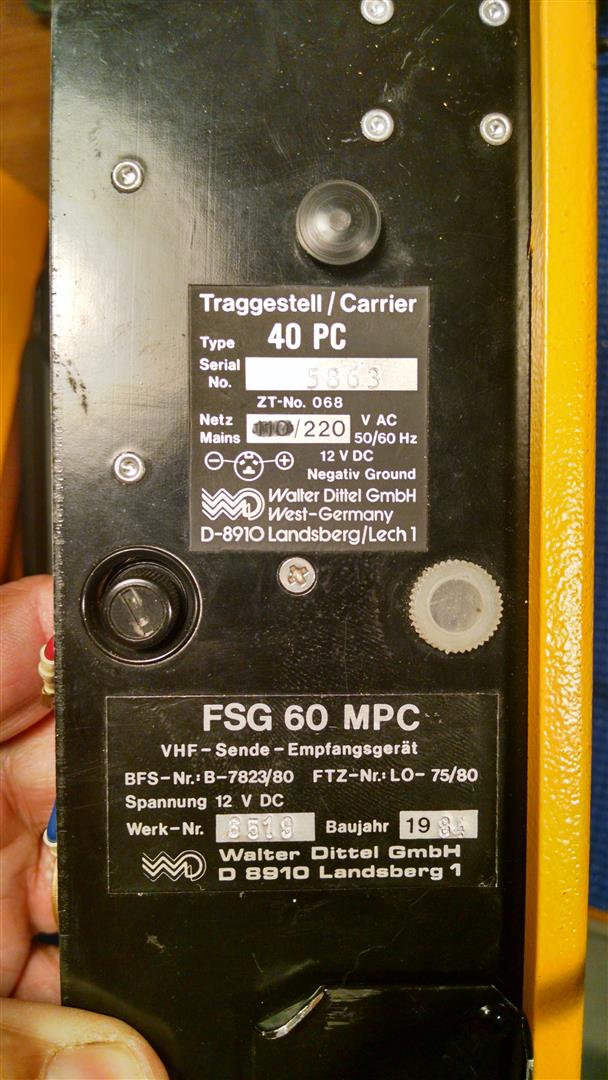 Traggestell / Carrier
Type 40 PC
Serial No. 5863
ZT-No. 068
Netz Mains 110/220 V AC 50/60 Hz
12 V DC
Negativ Ground
Walter Dittel GmbH
West-Germany
D-8910 Landsberg/Lech 1
FSG 60 MPC
VHF-Sende-Empfangsgerät
BFS-Nr.: B-7823/80 FTZ-Nr.: LO- 75/80
Spannung 12 V DC
Werk-Nr. 6519 Baujahr 1984
Walter Dittel GmbH
D 8910 Landsberg 1